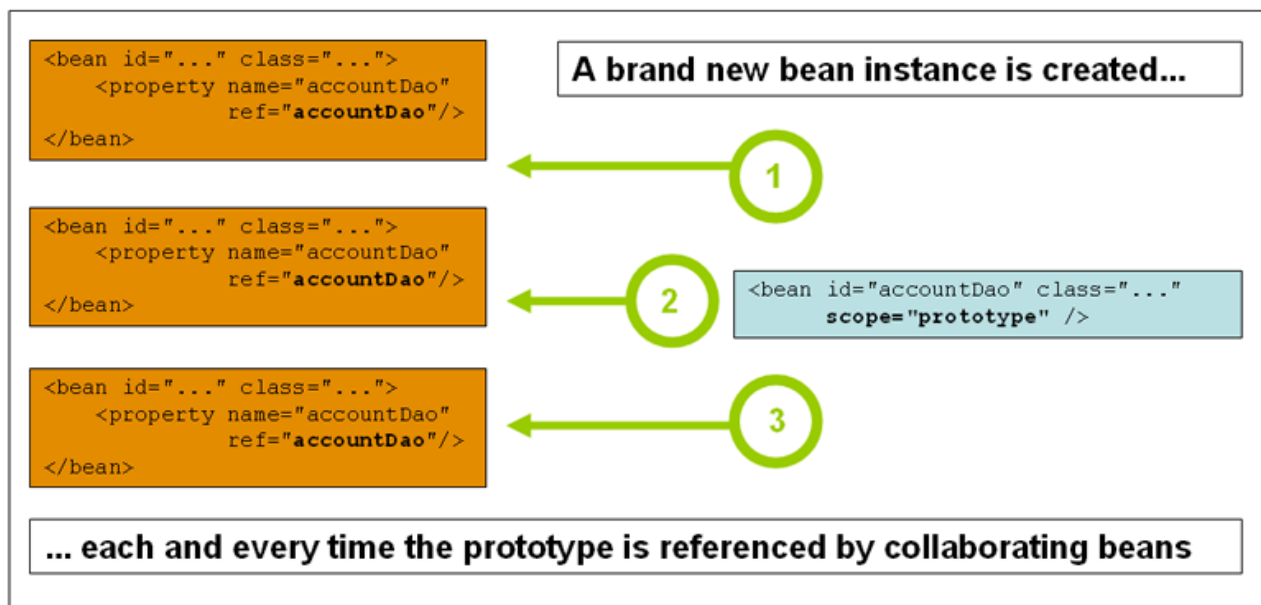 <bean id="..." class="...">
    <property name="accountDao"
              ref="accountDao"/>
</bean>
A brand new bean instance is created...
1
<bean id="..." class="...">
    <property name="accountDao"
              ref="accountDao"/>
</bean>
2
<bean id="accountDao" class="..."
      scope="prototype" />
<bean id="..." class="...">
    <property name="accountDao"
              ref="accountDao"/>
</bean>
3
... each and every time the prototype is referenced by collaborating beans